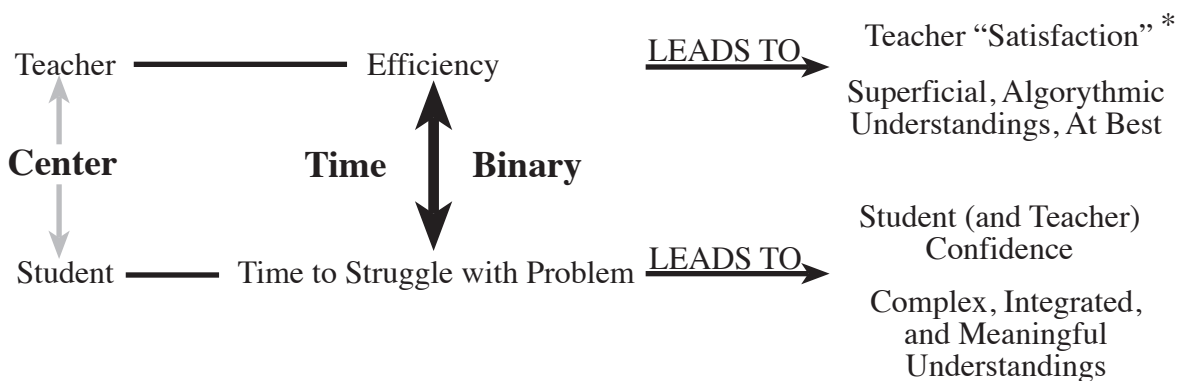 Teacher
Efficiency
LEADS TO
Teacher “Satisfaction” *
Superficial, Algorythmic
Understandings, At Best
Center
Time
Binary
Student
Time to Struggle with Problem
LEADS TO
Student (and Teacher)
Confidence
Complex, Integrated,
and Meaningful
Understandings